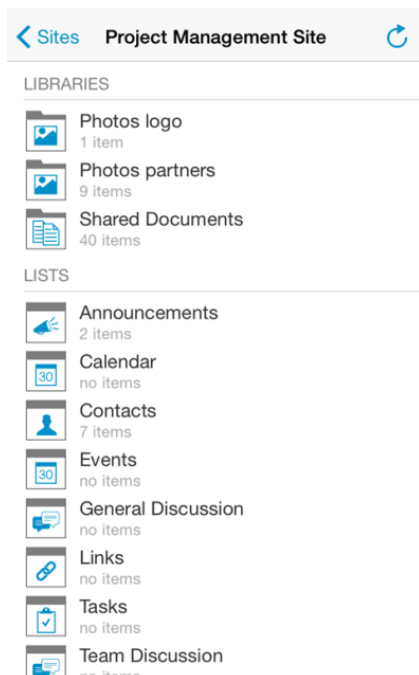 Sites
Project Management Site
LIBRARIES
Photos logo
1 item
Photos partners
9 items
Shared Documents
40 items
LISTS
Announcements
2 items
30
Calendar
no items
Contacts
7 items
30
Events
no items
General Discussion
no items
Links
no items
Tasks
no items
Team Discussion